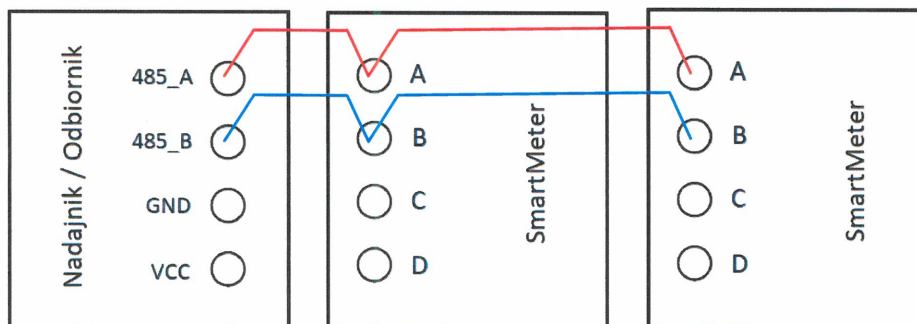 Nadajnik / Odbiornik
485_A
485_B
GND
VCC
A
B
C
D
SmartMeter
A
B
C
D
SmartMeter